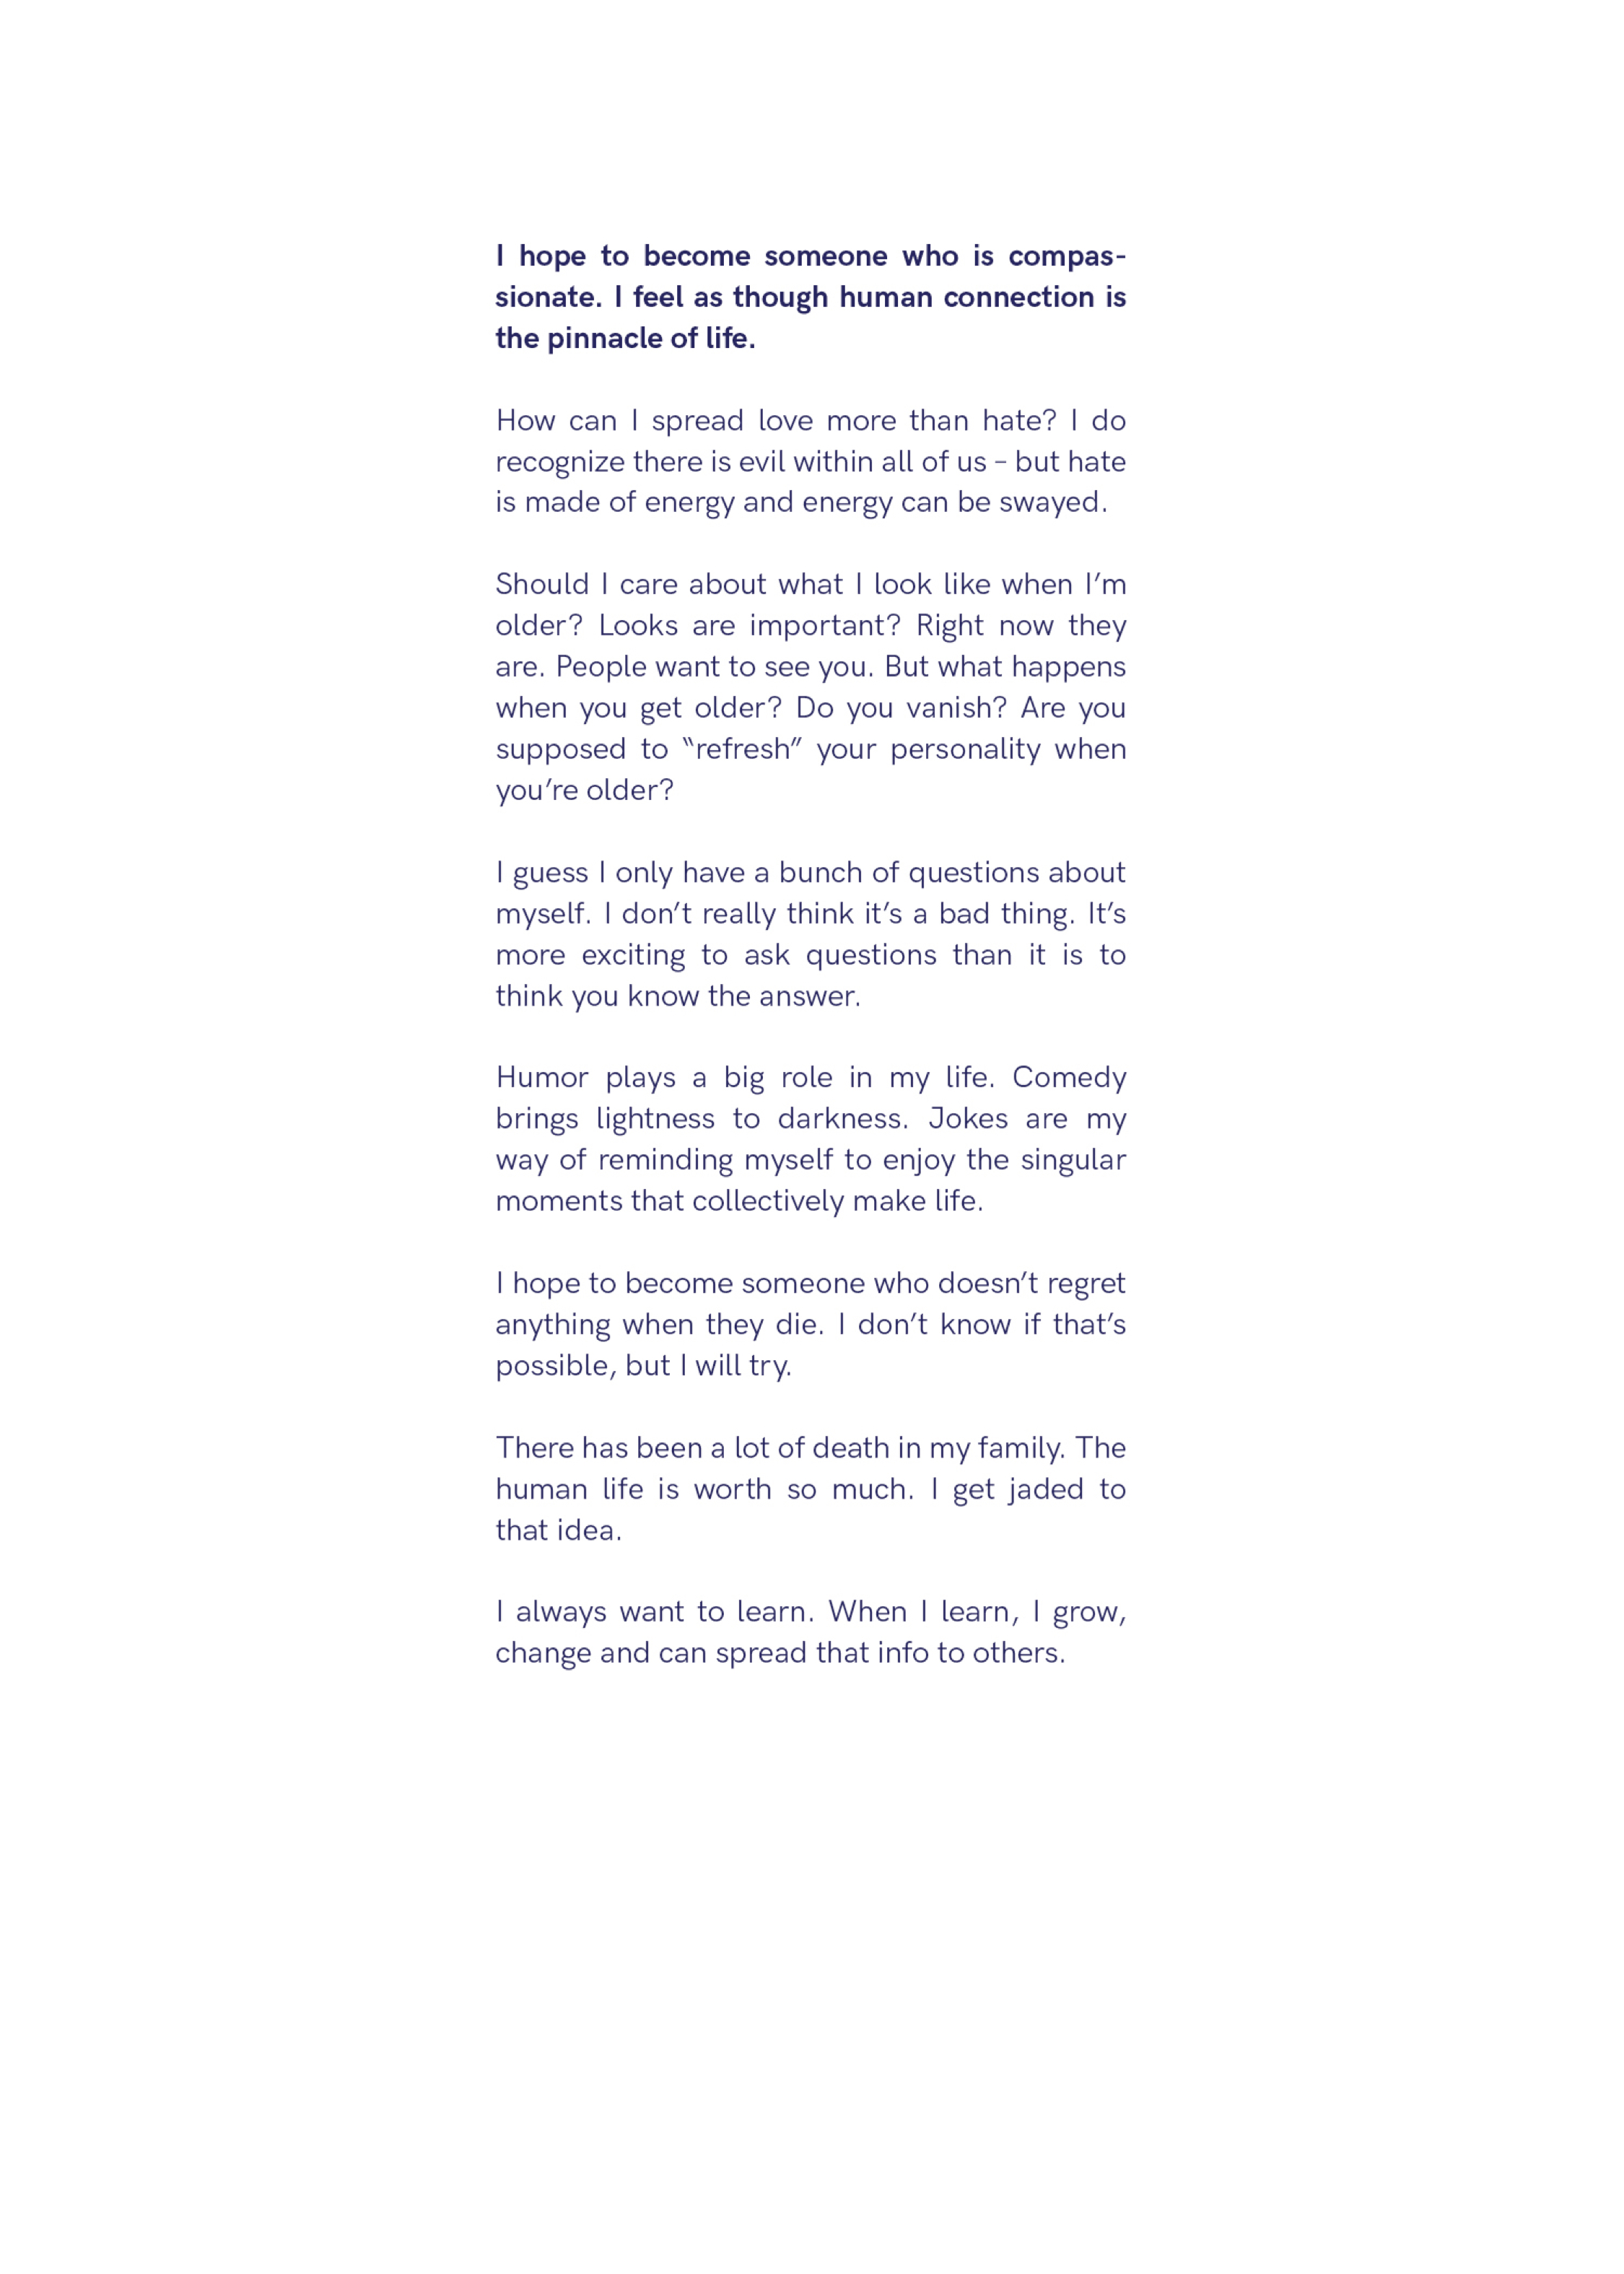 I hope to become someone who is compas-
sionate. I feel as though human connection is
the pinnacle of life.
How can I spread love more than hate? I do
recognize there is evil within all of us – but hate
is made of energy and energy can be swayed.
Should I care about what I look like when I’m
older? Looks are important? Right now they
are. People want to see you. But what happens
when you get older? Do you vanish? Are you
supposed to “refresh” your personality when
you’re older?
I guess I only have a bunch of questions about
myself. I don’t really think it’s a bad thing. It’s
more exciting to ask questions than it is to
think you know the answer.
Humor plays a big role in my life. Comedy
brings lightness to darkness. Jokes are my
way of reminding myself to enjoy the singular
moments that collectively make life.
I hope to become someone who doesn’t regret
anything when they die. I don’t know if that’s
possible, but I will try.
There has been a lot of death in my family. The
human life is worth so much. I get jaded to
that idea.
I always want to learn. When I learn, I grow,
change and can spread that info to others.